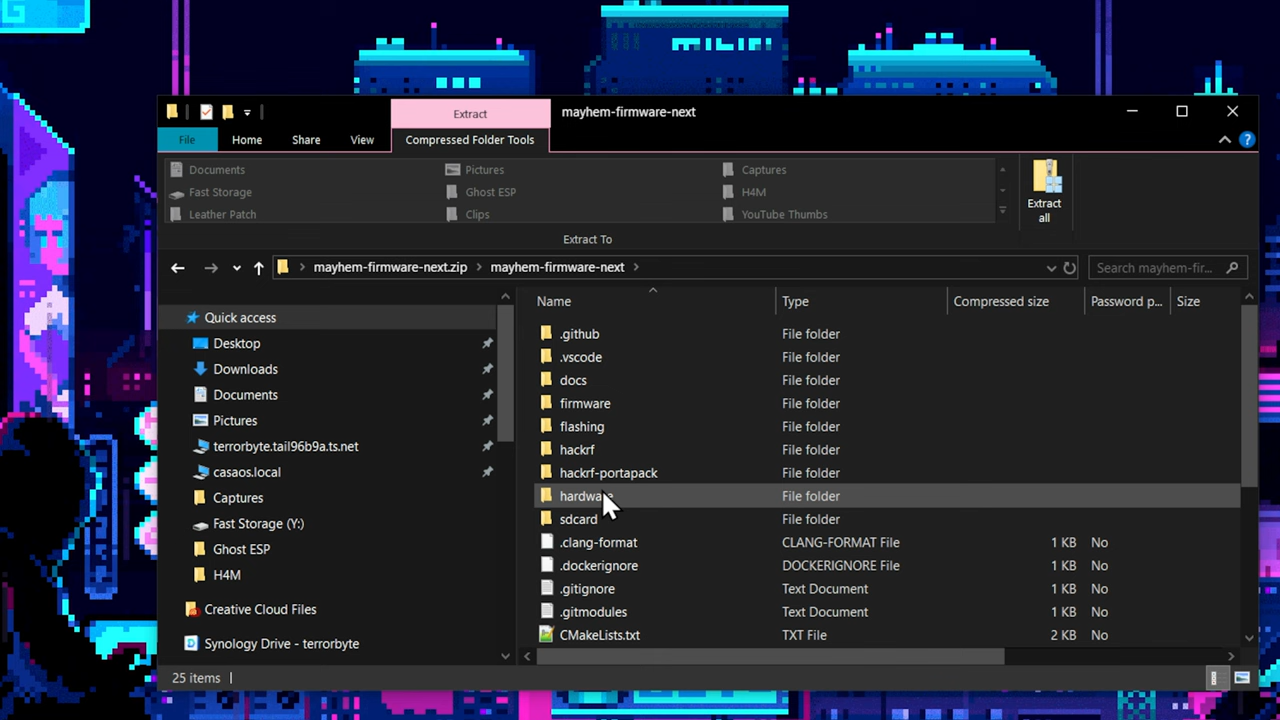 Extract
mayhem-firmware-next
File
Home
Share
View
Compressed Folder Tools
Documents
Pictures
Captures
Fast Storage
Ghost ESP
H4M
Leather Patch
Clips
YouTube Thumbs
Extract
all
Extract To
mayhem-firmware-next.zip
mayhem-firmware-next
Search mayhem-fir...
Name
Type
Compressed size
Password p...
Size
Quick access
Desktop
Downloads
Documents
Pictures
terrorbyte.tail96b9a.ts.net
casaos.local
Captures
Fast Storage (Y:)
Ghost ESP
H4M
Creative Cloud Files
Synology Drive - terrorbyte
.github File folder
.vscode File folder
docs File folder
firmware File folder
flashing File folder
hackrf File folder
hackrf-portapack File folder
hardware File folder
sdcard File folder
.clang-format CLANG-FORMAT File 1 KB No
.dockerignore DOCKERIGNORE File 1 KB No
.gitignore Text Document 1 KB No
.gitmodules Text Document 1 KB No
CMakeLists.txt TXT File 2 KB No
25 items